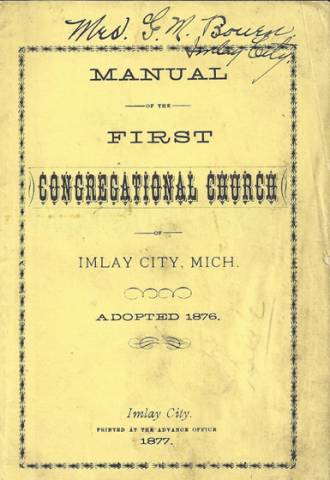 Mrs. G. M. Bowen
Imlay City.
MANUAL
OF THE
FIRST
CONGREGATIONAL CHURCH
OF
IMLAY CITY, MICH.
ADOPTED 1876.
Imlay City.
PRINTED AT THE ADVANCE OFFICE
1877.